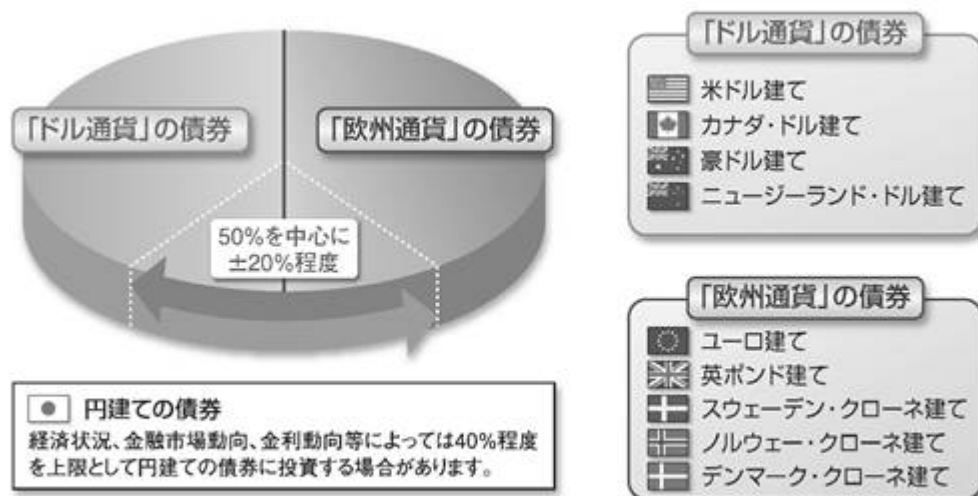 「ドル通貨」の債券
「欧州通貨」の債券
50%を中心に
±20%程度
円建ての債券
経済状況、金融市場動向、金利動向等によっては40%程度
を上限として円建ての債券に投資する場合があります。
「ドル通貨」の債券
米ドル建て
カナダ・ドル建て
豪ドル建て
ニュージーランド・ドル建て
「欧州通貨」の債券
ユーロ建て
英ポンド建て
スウェーデン・クローネ建て
ノルウェー・クローネ建て
デンマーク・クローネ建て